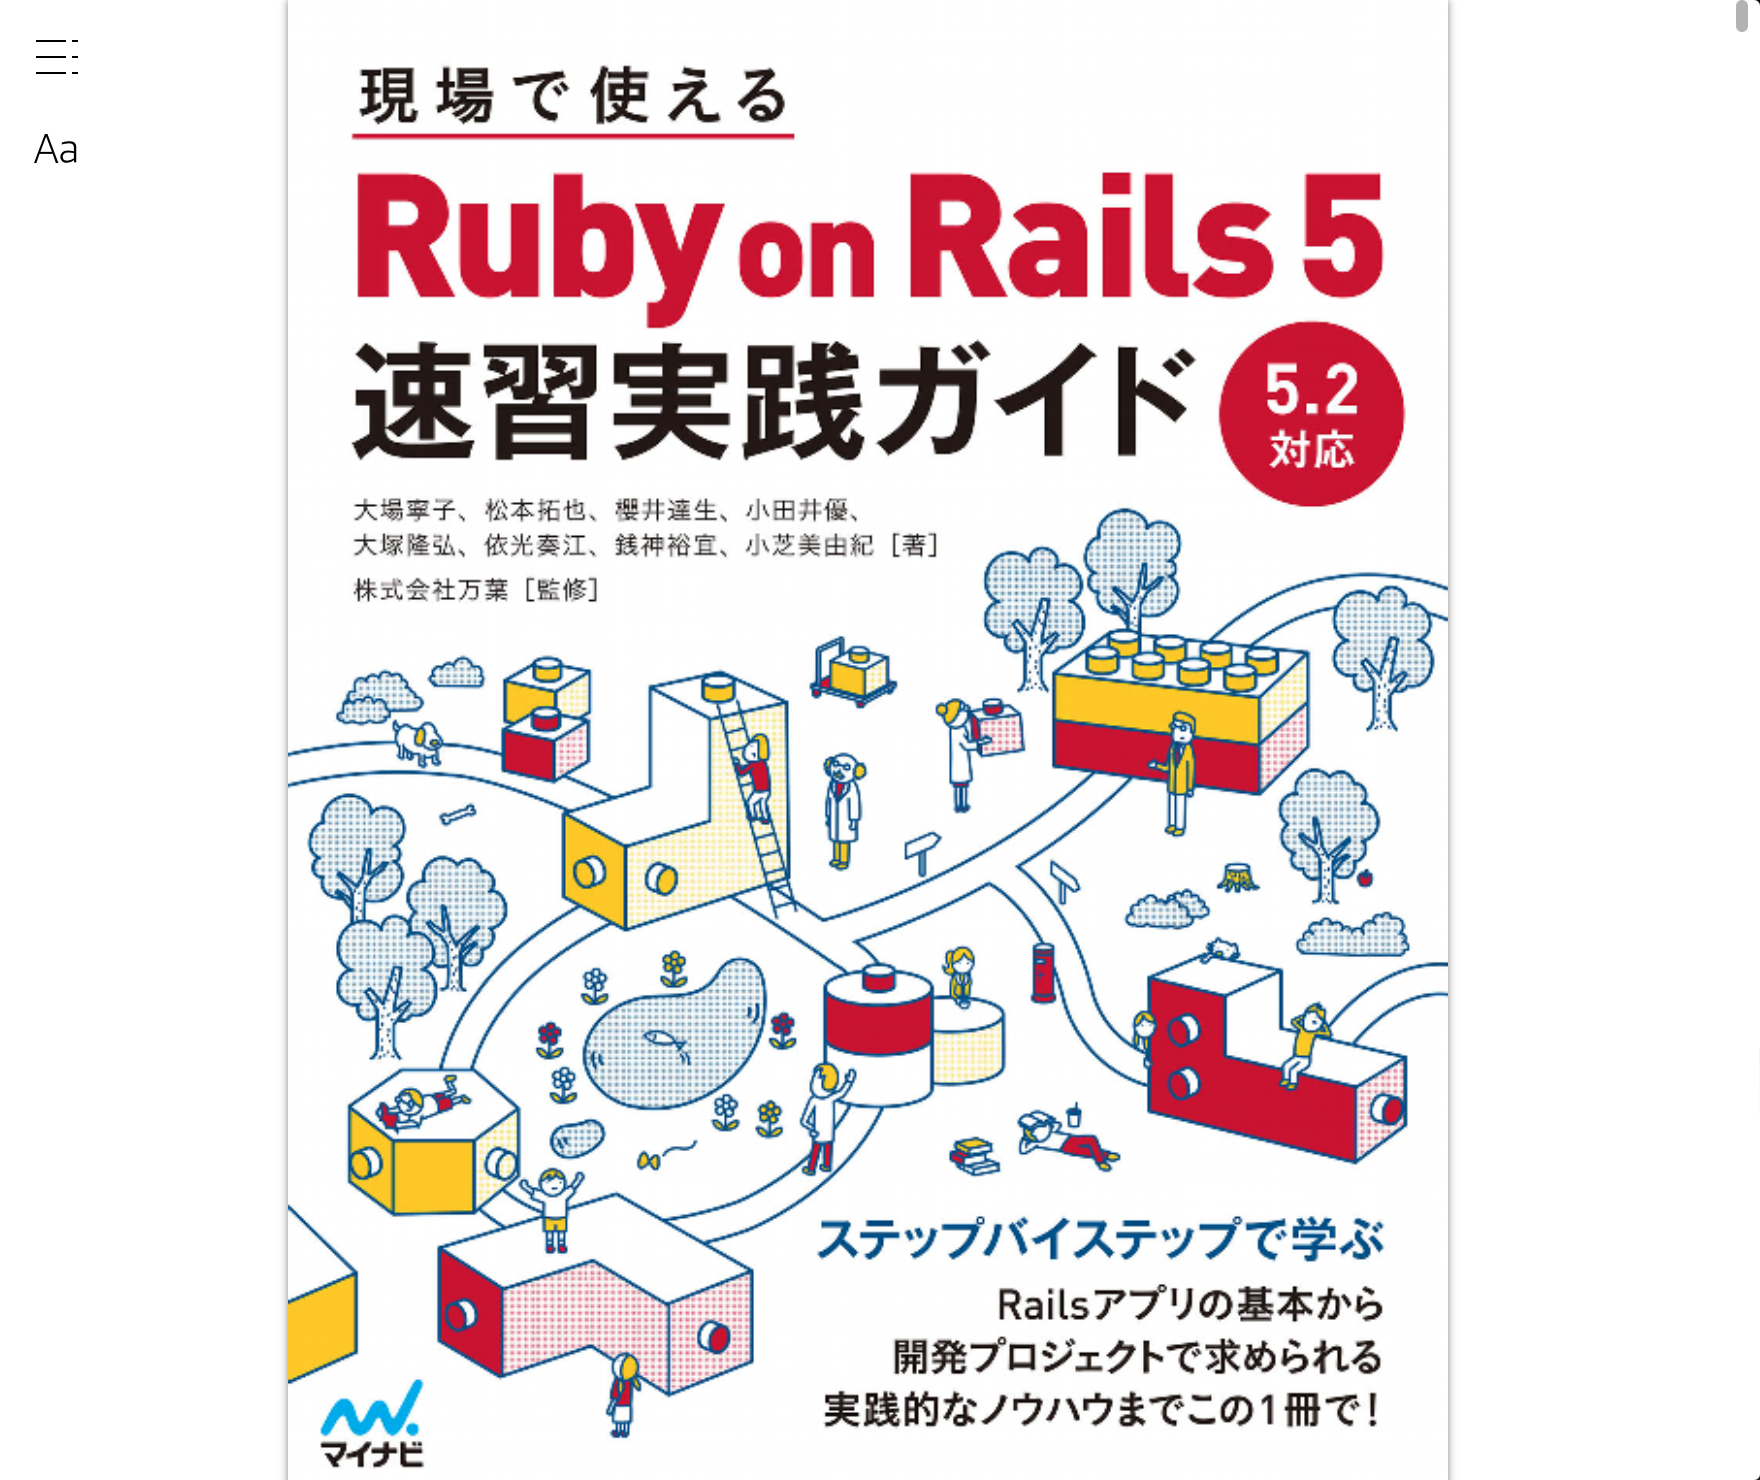 Aa
現場で使える
Ruby on Rails 5
速習実践ガイド
5.2
対応
大場寧子、松本拓也、櫻井達生、小田井優、
大塚隆弘、依光奏江、銭神裕宜、小芝美由紀［著］
株式会社万葉［監修］
ステップバイステップで学ぶ
Railsアプリの基本から
開発プロジェクトで求められる
実践的なノウハウまでこの1冊で！
マイナビ